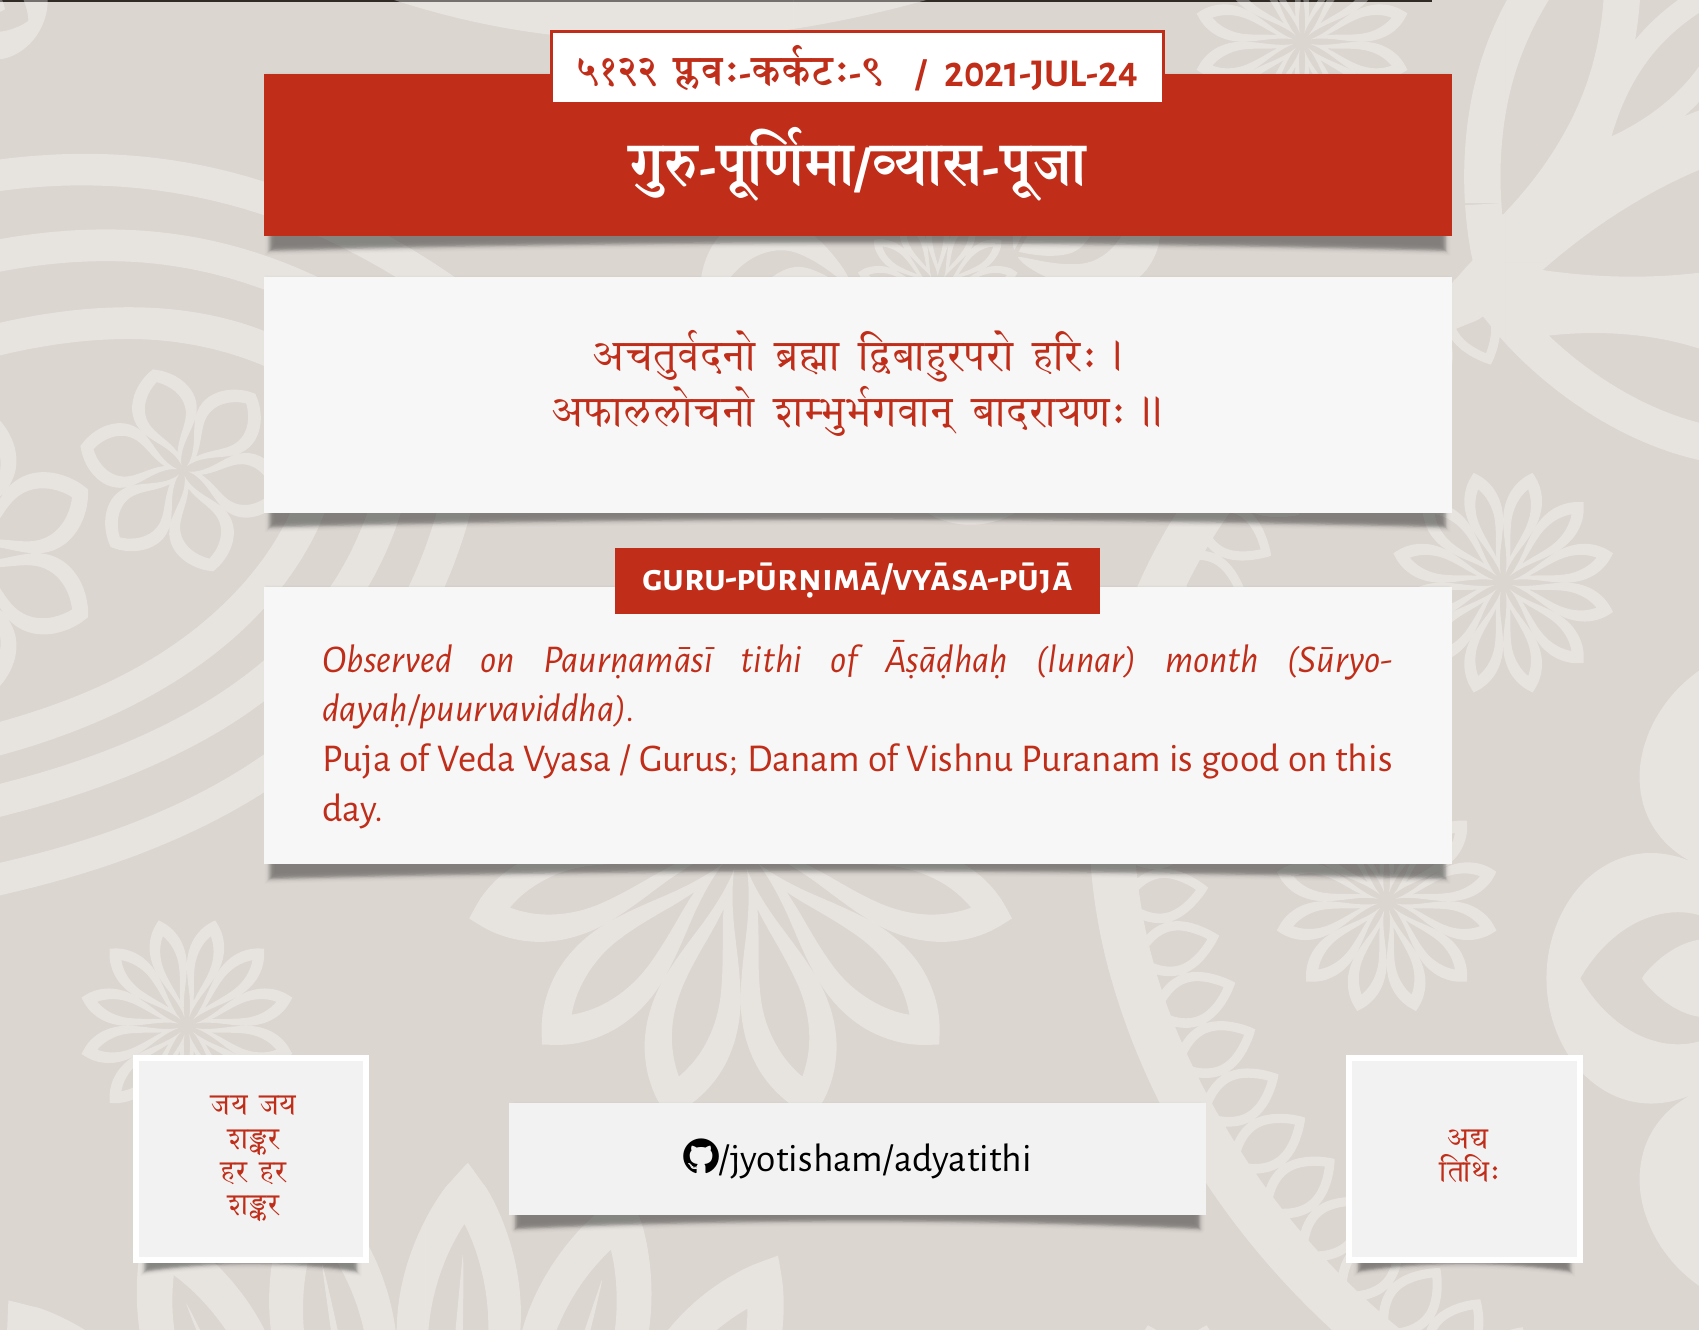 ५१२२ प्लवः-कर्कटः-९ / 2021-JUL-24
गुरु-पूर्णिमा/व्यास-पूजा
अचतुर्वदनो ब्रह्मा द्विबाहुरपरो हरिः ।
अफाललोचनो शम्भुर्भगवान् बादरायणः ॥
GURU-PŪRṆIMĀ/VYĀSA-PŪJĀ
Observed on Paurṇamāsī tithi of Āṣāḍhaḥ (lunar) month (Sūryo-
dayaḥ/puurvaviddha).
Puja of Veda Vyasa / Gurus; Danam of Vishnu Puranam is good on this
day.
जय जय
शङ्कर
हर हर
शङ्कर
/jyotisham/adyatithi
अद्य
तिथिः